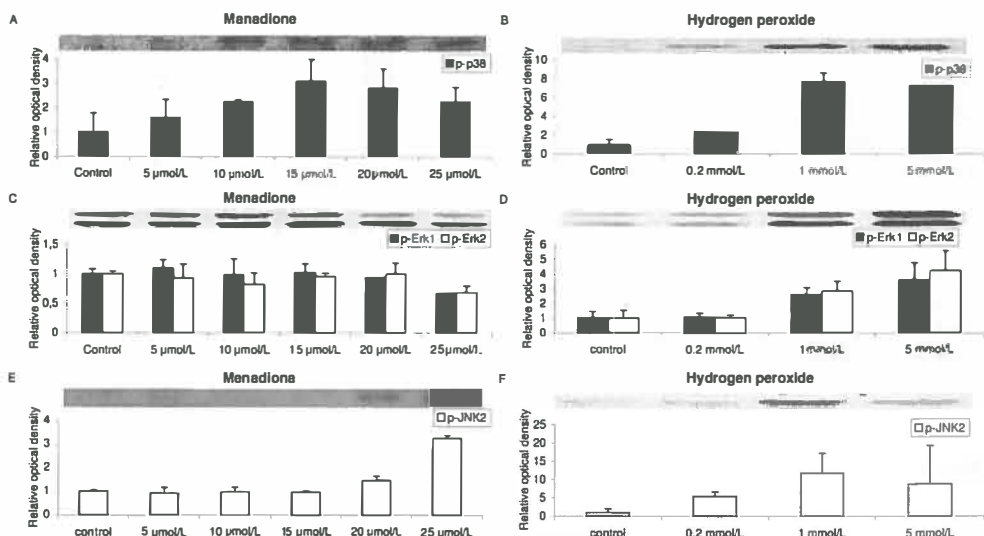 A
Menadione
Relative optical density
4
3
2
1
0
p-p38
Control
5 µmol/L
10 µmol/L
15 µmol/L
20 µmol/L
25 µmol/L
B
Hydrogen peroxide
Relative optical density
10
8
6
4
2
0
p-p38
Control
0.2 mmol/L
1 mmol/L
5 mmol/L
C
Menadione
Relative optical density
1,5
1
0,5
0
p-Erk1
p-Erk2
Control
5 µmol/L
10 µmol/L
15 µmol/L
20 µmol/L
25 µmol/L
D
Hydrogen peroxide
Relative optical density
6
5
4
3
2
1
0
p-Erk1
p-Erk2
control
0.2 mmol/L
1 mmol/L
5 mmol/L
E
Menadione
Relative optical density
4
3
2
1
0
p-JNK2
control
5 µmol/L
10 µmol/L
15 µmol/L
20 µmol/L
25 µmol/L
F
Hydrogen peroxide
Relative optical density
25
20
15
10
5
0
p-JNK2
control
0.2 mmol/L
1 mmol/L
5 mmol/L